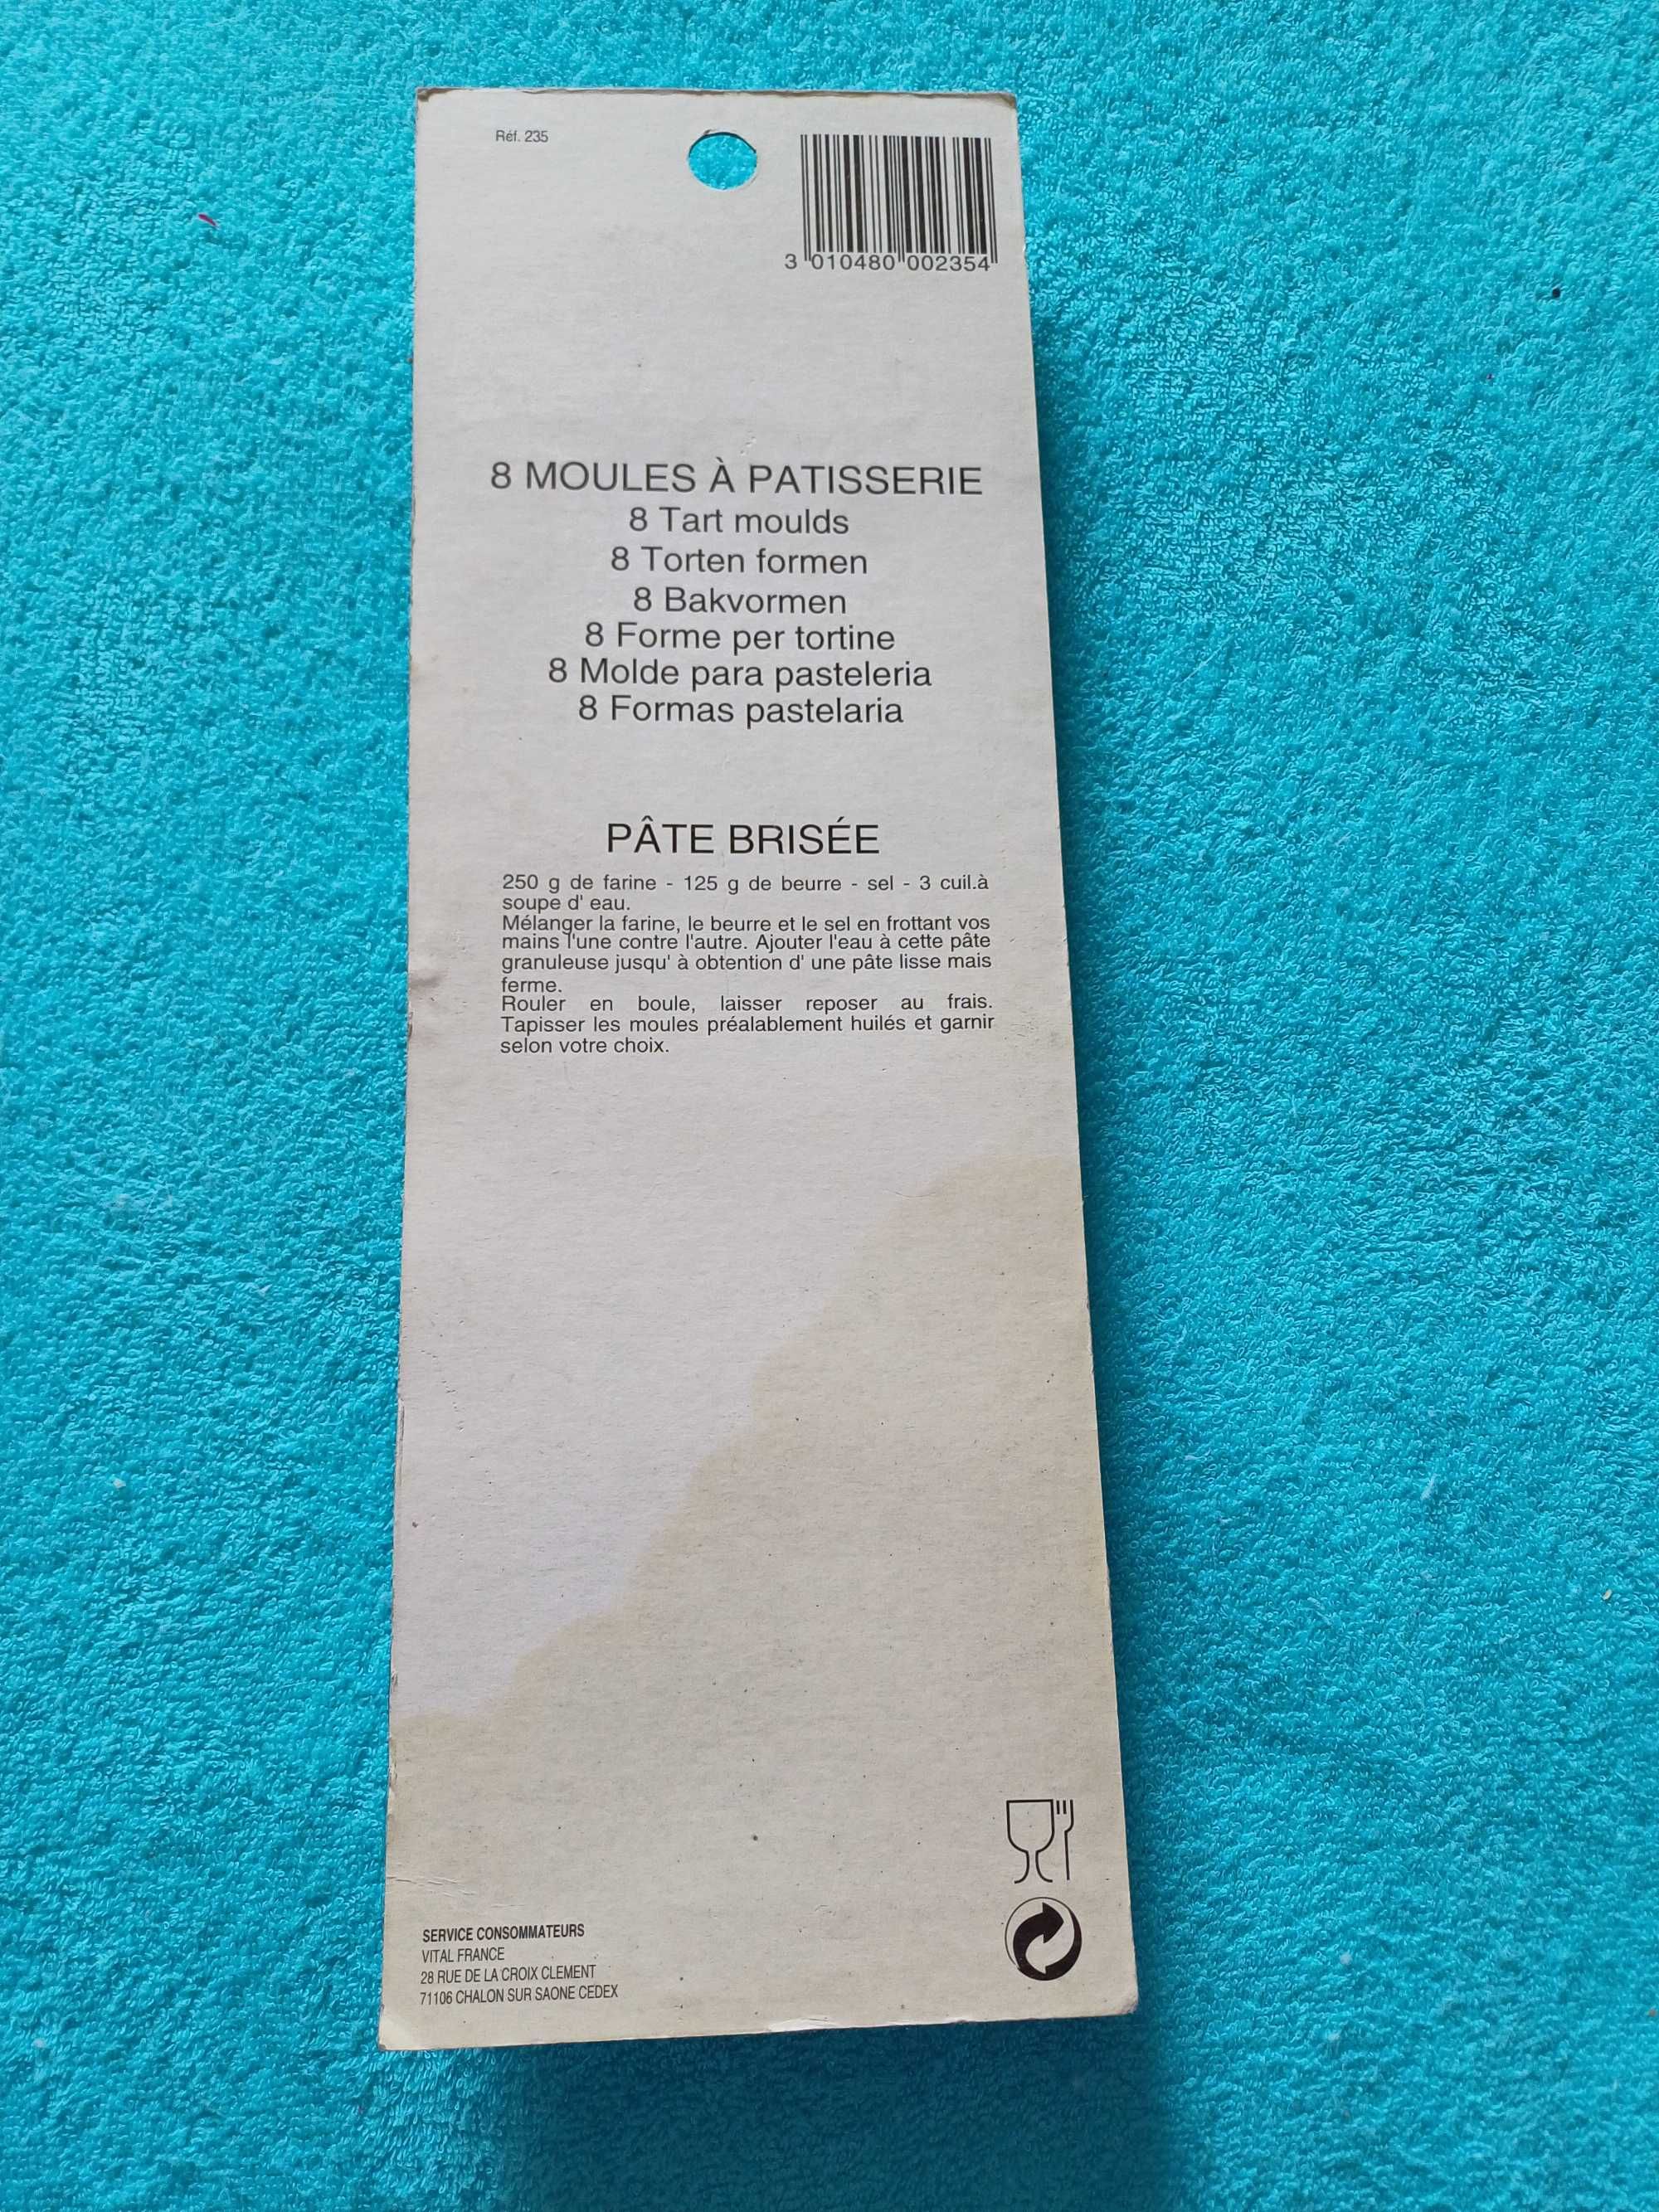 Réf. 235
3 010480 002354
8 MOULES À PATISSERIE
8 Tart moulds
8 Torten formen
8 Bakvormen
8 Forme per tortine
8 Molde para pasteleria
8 Formas pastelaria
PÂTE BRISÉE
250 g de farine - 125 g de beurre - sel - 3 cuil.à
soupe d' eau.
Mélanger la farine, le beurre et le sel en frottant vos
mains l'une contre l'autre. Ajouter l'eau à cette pâte
granuleuse jusqu' à obtention d' une pâte lisse mais
ferme.
Rouler en boule, laisser reposer au frais.
Tapisser les moules préalablement huilés et garnir
selon votre choix.
SERVICE CONSOMMATEURS
VITAL FRANCE
28 RUE DE LA CROIX CLEMENT
71106 CHALON SUR SAONE CEDEX